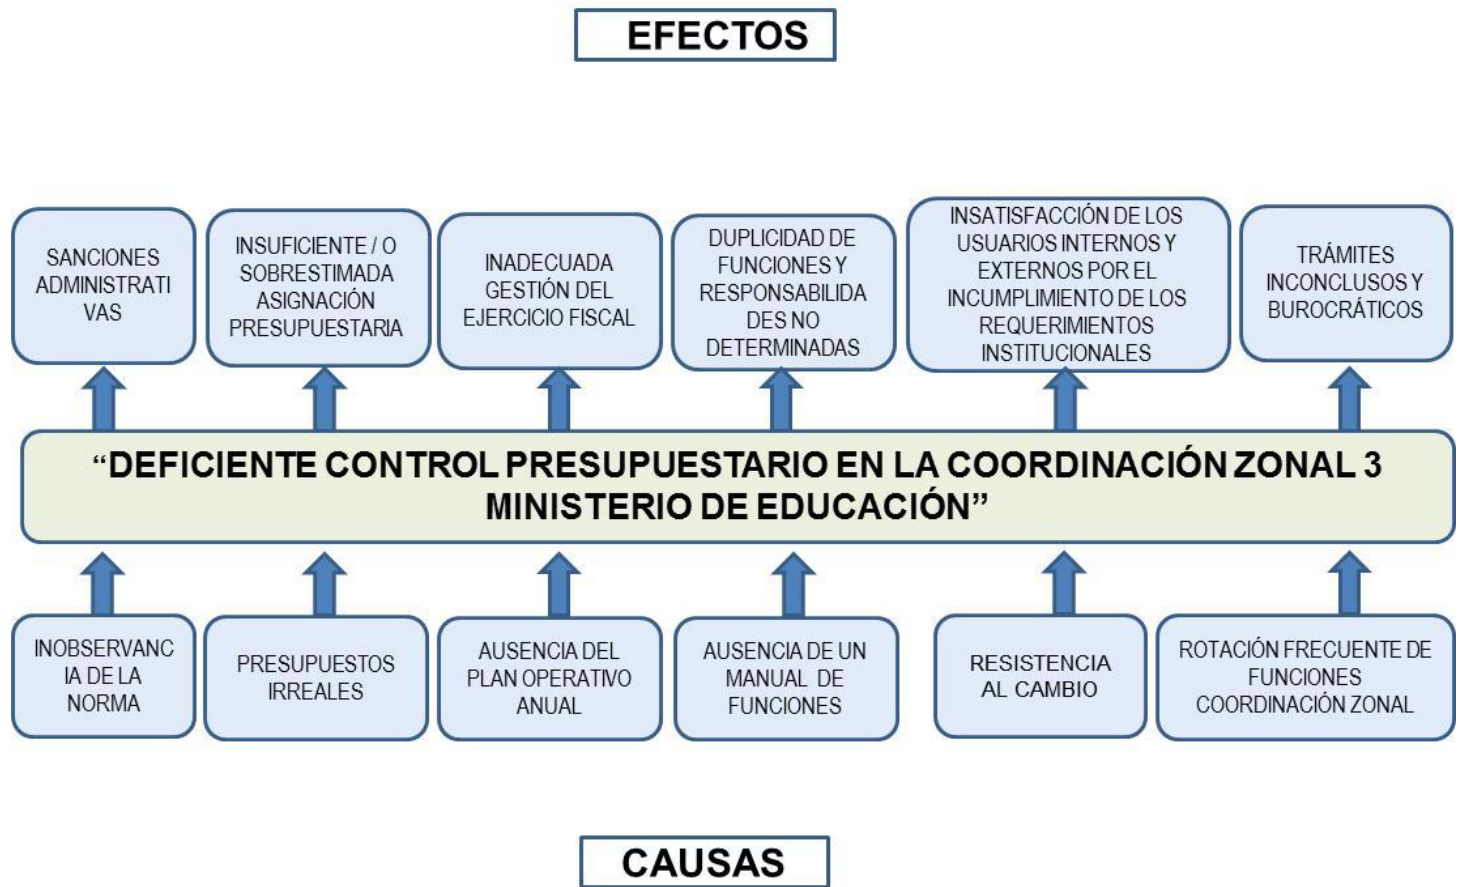 EFECTOS
SANCIONES
ADMINISTRATI
VAS
INSUFICIENTE / O
SOBRESTIMADA
ASIGNACIÓN
PRESUPUESTARIA
INADECUADA
GESTIÓN DEL
EJERCICIO FISCAL
DUPLICIDAD DE
FUNCIONES Y
RESPONSABILIDA
DES NO
DETERMINADAS
INSATISFACCIÓN DE LOS
USUARIOS INTERNOS Y
EXTERNOS POR EL
INCUMPLIMIENTO DE LOS
REQUERIMIENTOS
INSTITUCIONALES
TRÁMITES
INCONCLUSOS Y
BUROCRÁTICOS
“DEFICIENTE CONTROL PRESUPUESTARIO EN LA COORDINACIÓN ZONAL 3
MINISTERIO DE EDUCACIÓN”
INOBSERVANC
IA DE LA
NORMA
PRESUPUESTOS
IRREALES
AUSENCIA DEL
PLAN OPERATIVO
ANUAL
AUSENCIA DE UN
MANUAL DE
FUNCIONES
RESISTENCIA
AL CAMBIO
ROTACIÓN FRECUENTE DE
FUNCIONES
COORDINACIÓN ZONAL
CAUSAS